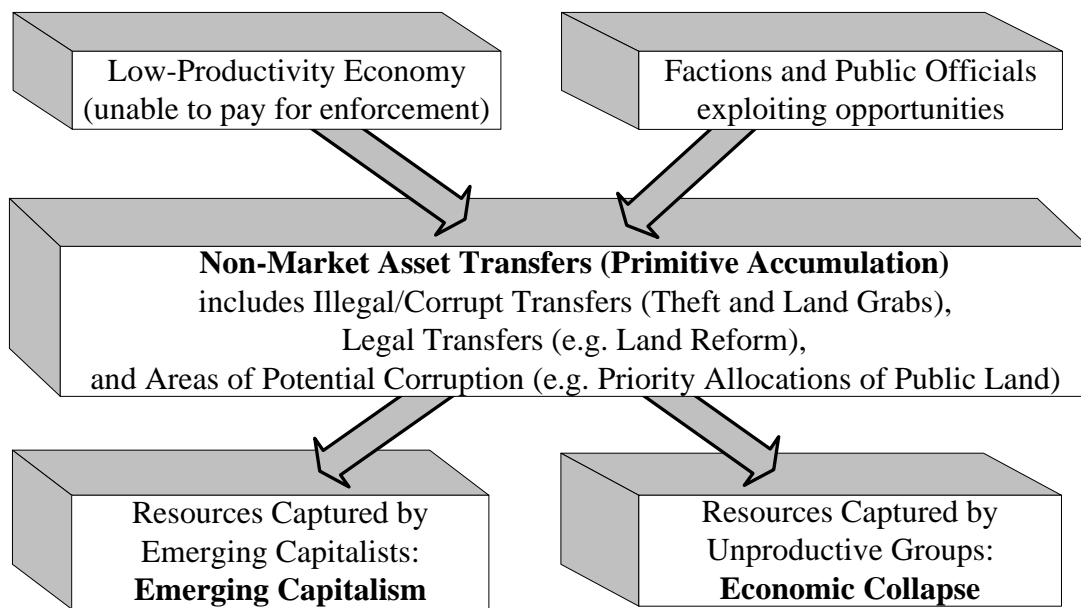 Low-Productivity Economy
(unable to pay for enforcement)
Factions and Public Officials
exploiting opportunities
Non-Market Asset Transfers (Primitive Accumulation)
includes Illegal/Corrupt Transfers (Theft and Land Grabs),
Legal Transfers (e.g. Land Reform),
and Areas of Potential Corruption (e.g. Priority Allocations of Public Land)
Resources Captured by
Emerging Capitalists:
Emerging Capitalism
Resources Captured by
Unproductive Groups:
Economic Collapse